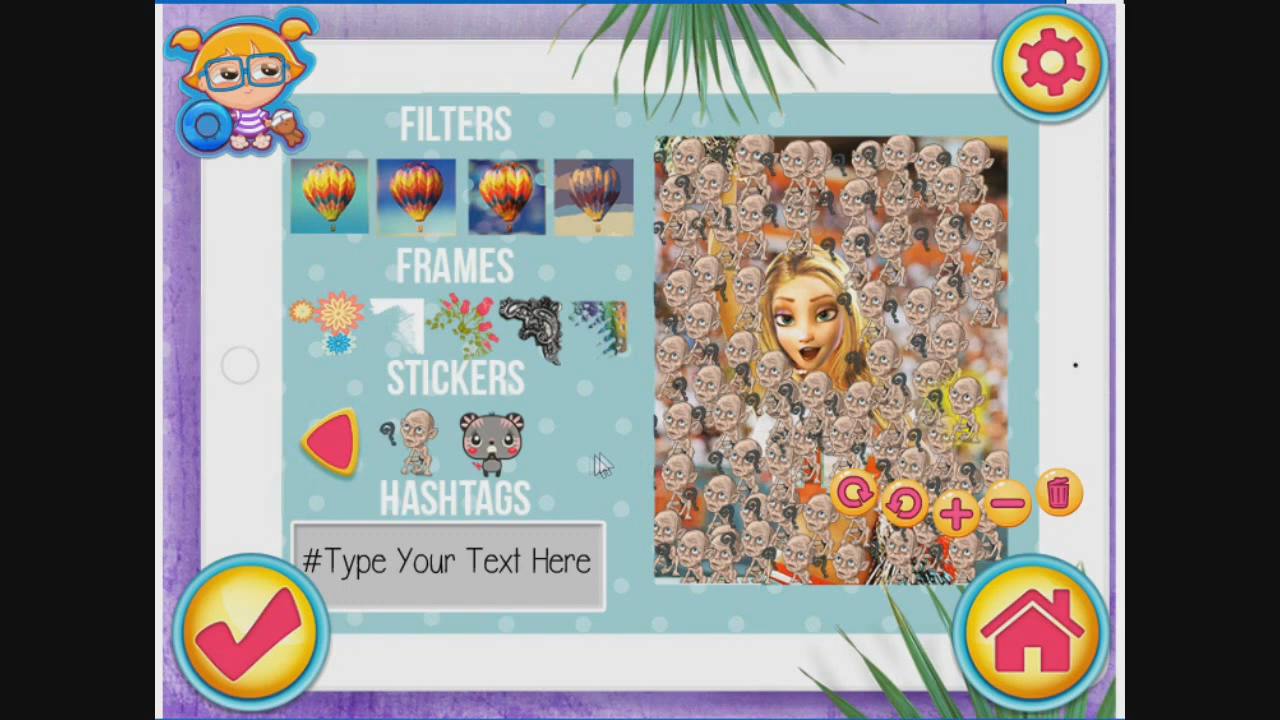 FILTERS
FRAMES
STICKERS
HASHTAGS
#Type Your Text Here